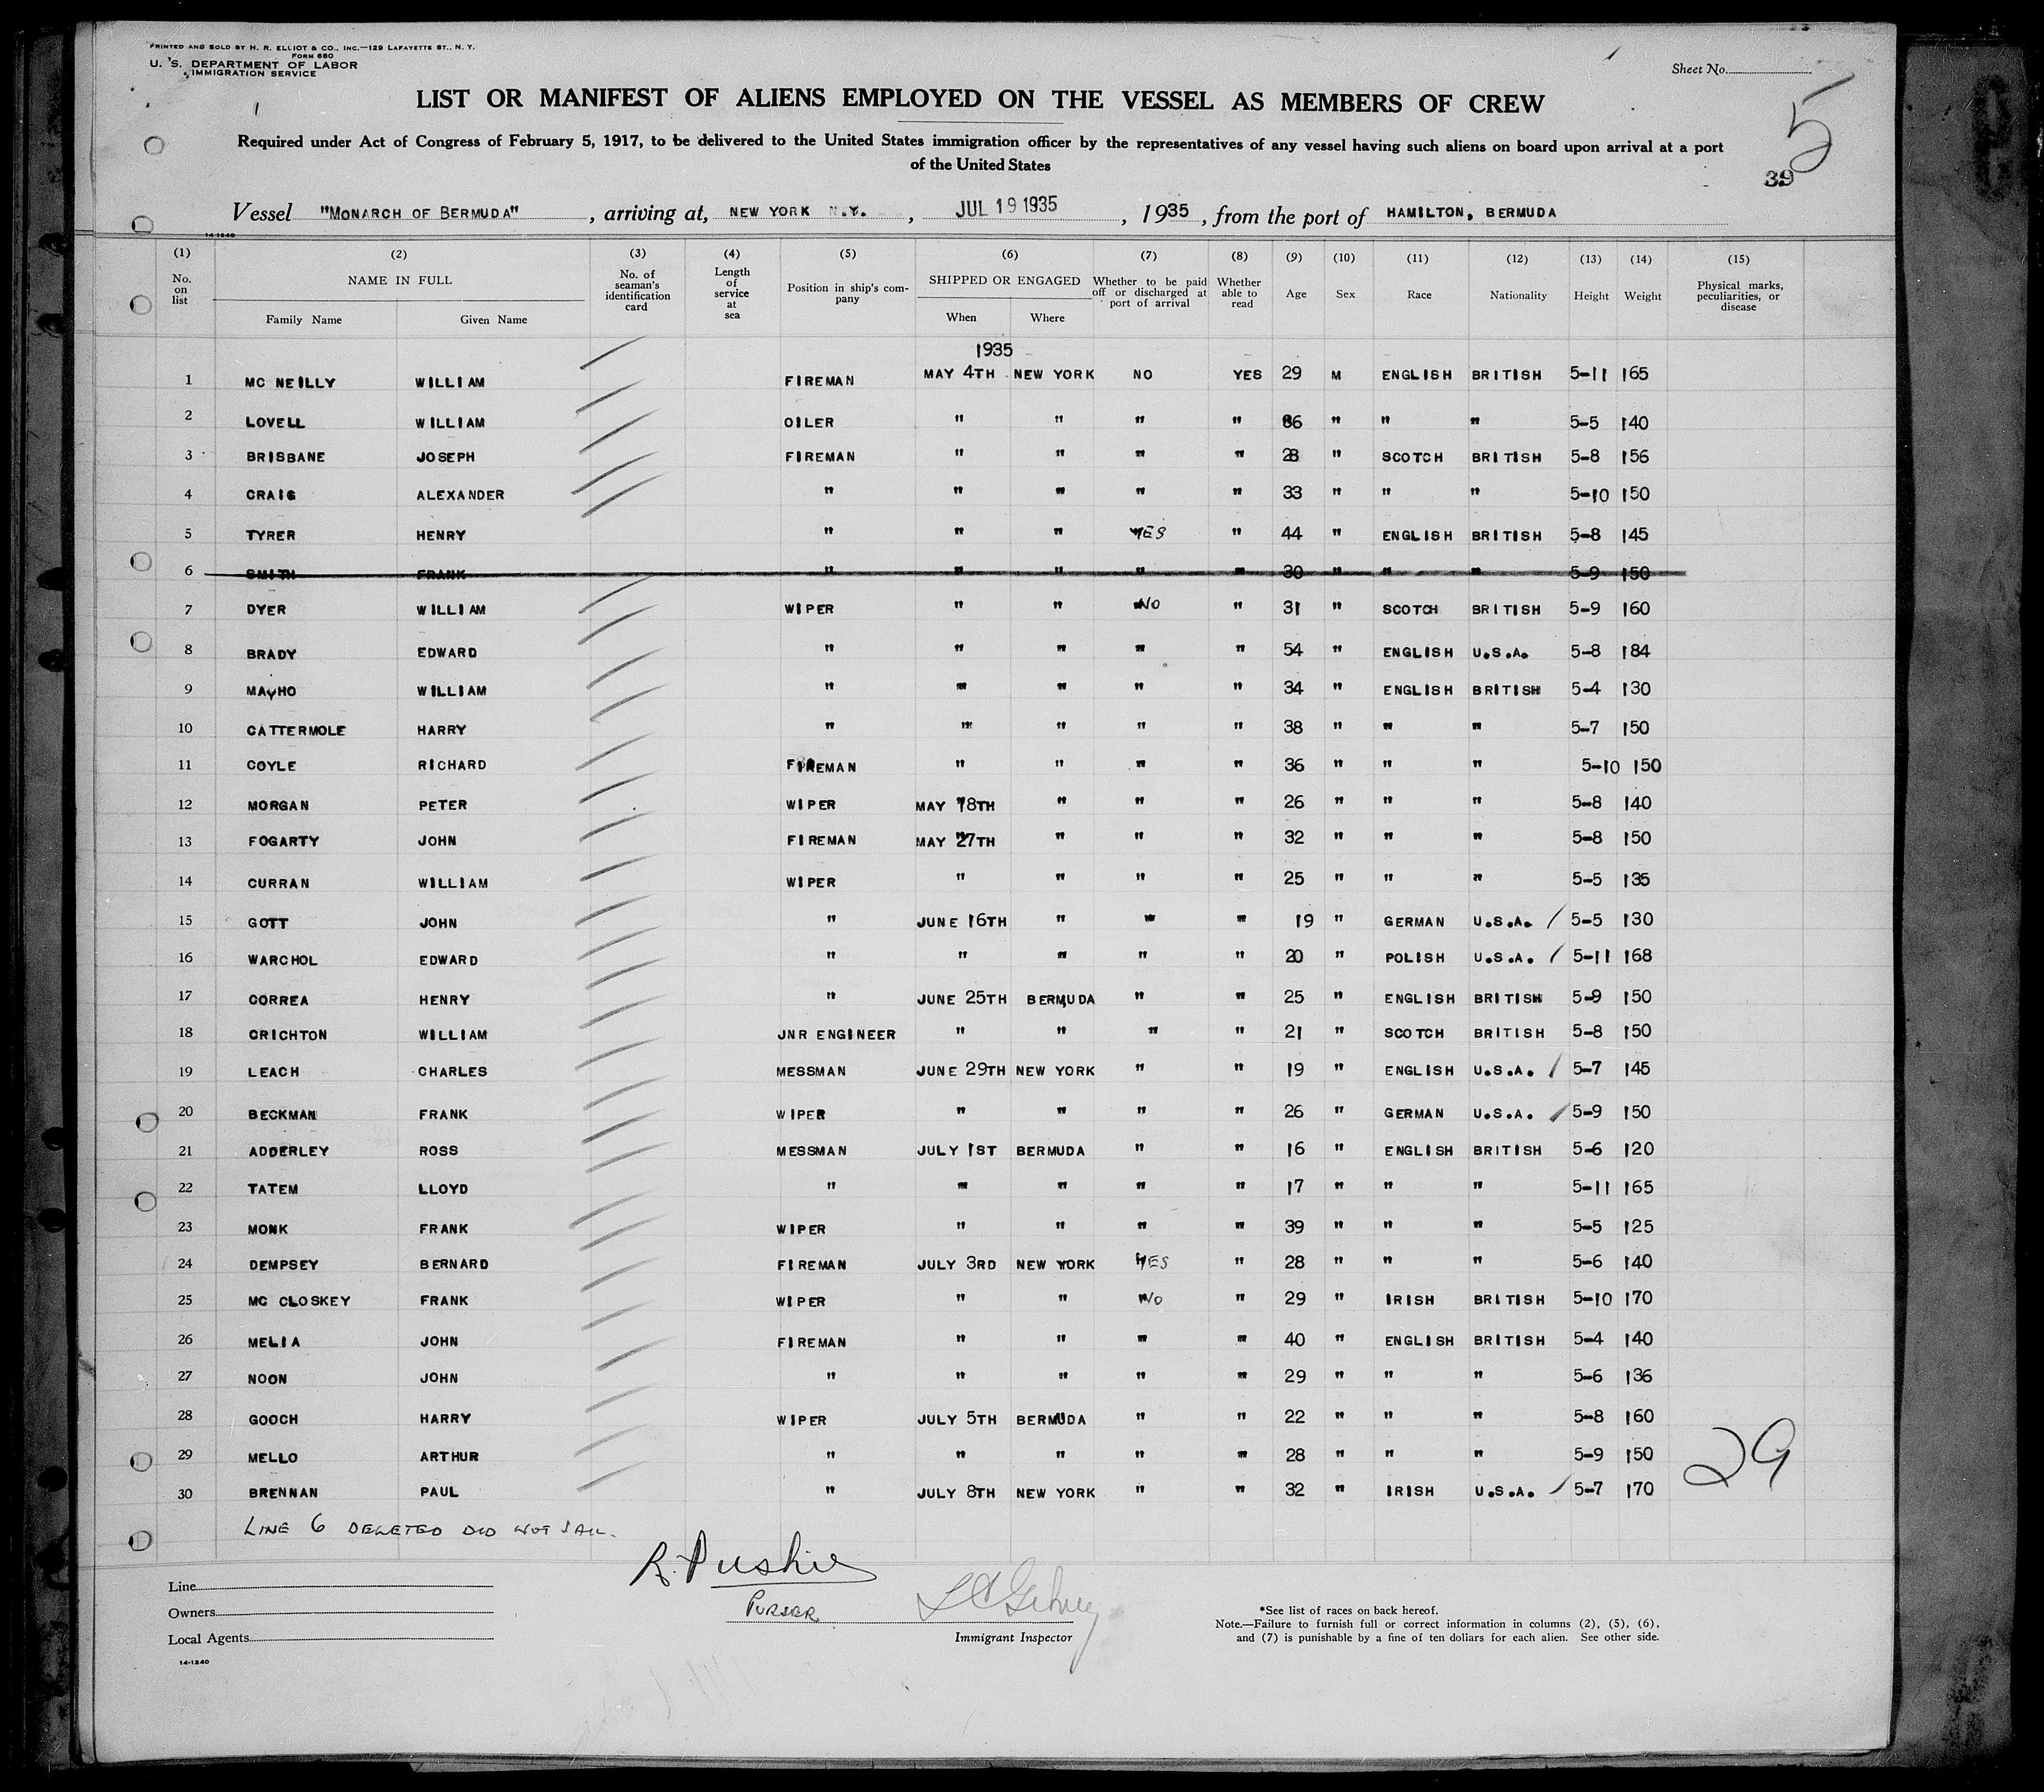 PRINTED AND SOLD BY H. R. ELLIOT & CO., INC.—129 LAFAYETTE ST., N. Y.
FORM 680
U. S. DEPARTMENT OF LABOR
IMMIGRATION SERVICE
Sheet No.
5
LIST OR MANIFEST OF ALIENS EMPLOYED ON THE VESSEL AS MEMBERS OF CREW
Required under Act of Congress of February 5, 1917, to be delivered to the United States immigration officer by the representatives of any vessel having such aliens on board upon arrival at a port
of the United States
39
Vessel "MONARCH OF BERMUDA", arriving at, NEW YORK N.Y., JUL 19 1935, 1935, from the port of HAMILTON, BERMUDA
14-1240
(1) (2) (3) (4) (5) (6) (7) (8) (9) (10) (11) (12) (13) (14) (15)
No. on list NAME IN FULL Family Name Given Name No. of seaman's identification card Length of service at sea Position in ship's company SHIPPED OR ENGAGED When Where Whether to be paid off or discharged at port of arrival Whether able to read Age Sex Race Nationality Height Weight Physical marks, peculiarities, or disease
1935
1 MC NEILLY WILLIAM FIREMAN MAY 4TH NEW YORK NO YES 29 M ENGLISH BRITISH 5-11 165
2 LOVELL WILLIAM OILER " " " " 36 " " " 5-5 140
3 BRISBANE JOSEPH FIREMAN " " " " 28 " SCOTCH BRITISH 5-8 156
4 CRAIG ALEXANDER " " " " " 33 " " " 5-10 150
5 TYRER HENRY " " " YES " 44 " ENGLISH BRITISH 5-8 145
6 SMITH FRANK " " " " " 30 " " " 5-9 150
7 DYER WILLIAM WIPER " " NO " 31 " SCOTCH BRITISH 5-9 160
8 BRADY EDWARD " " " " " 54 " ENGLISH U.S.A. 5-8 184
9 MAYHO WILLIAM " " " " " 34 " ENGLISH BRITISH 5-4 130
10 CATTERMOLE HARRY " " " " " 38 " " " 5-7 150
11 COYLE RICHARD FIREMAN " " " " 36 " " " 5-10 150
12 MORGAN PETER WIPER MAY 18TH " " " 26 " " " 5-8 140
13 FOGARTY JOHN FIREMAN MAY 27TH " " " 32 " " " 5-8 150
14 CURRAN WILLIAM WIPER " " " " 25 " " " 5-5 135
15 GOTT JOHN " JUNE 16TH " " " 19 " GERMAN U.S.A. 5-5 130
16 WARCHOL EDWARD " " " " " 20 " POLISH U.S.A. 5-11 168
17 CORREA HENRY " JUNE 25TH BERMUDA " " 25 " ENGLISH BRITISH 5-9 150
18 CRICHTON WILLIAM JNR ENGINEER " " " " 21 " SCOTCH BRITISH 5-8 150
19 LEACH CHARLES MESSMAN JUNE 29TH NEW YORK " " 19 " ENGLISH U.S.A. 5-7 145
20 BECKMAN FRANK WIPER " " " " 26 " GERMAN U.S.A. 5-9 150
21 ADDERLEY ROSS MESSMAN JULY 1ST BERMUDA " " 16 " ENGLISH BRITISH 5-6 120
22 TATEM LLOYD " " " " " 17 " " " 5-11 165
23 MONK FRANK WIPER " " " " 39 " " " 5-5 125
24 DEMPSEY BERNARD FIREMAN JULY 3RD NEW YORK YES " 28 " " " 5-6 140
25 MC CLOSKEY FRANK WIPER " " NO " 29 " IRISH BRITISH 5-10 170
26 MELIA JOHN FIREMAN " " " " 40 " ENGLISH BRITISH 5-4 140
27 NOON JOHN " " " " " 29 " " " 5-6 136
28 GOOCH HARRY WIPER JULY 5TH BERMUDA " " 22 " " " 5-8 160
29 MELLO ARTHUR " " " " " 28 " " " 5-9 150
30 BRENNAN PAUL " JULY 8TH NEW YORK " " 32 " IRISH U.S.A. 5-7 170
29
LINE 6 DELETED DID NOT SAIL.
R. Pushie
PURSER
Line
Owners
Local Agents
Immigrant Inspector
*See list of races on back hereof.
Note.—Failure to furnish full or correct information in columns (2), (5), (6),
and (7) is punishable by a fine of ten dollars for each alien. See other side.
14-1240